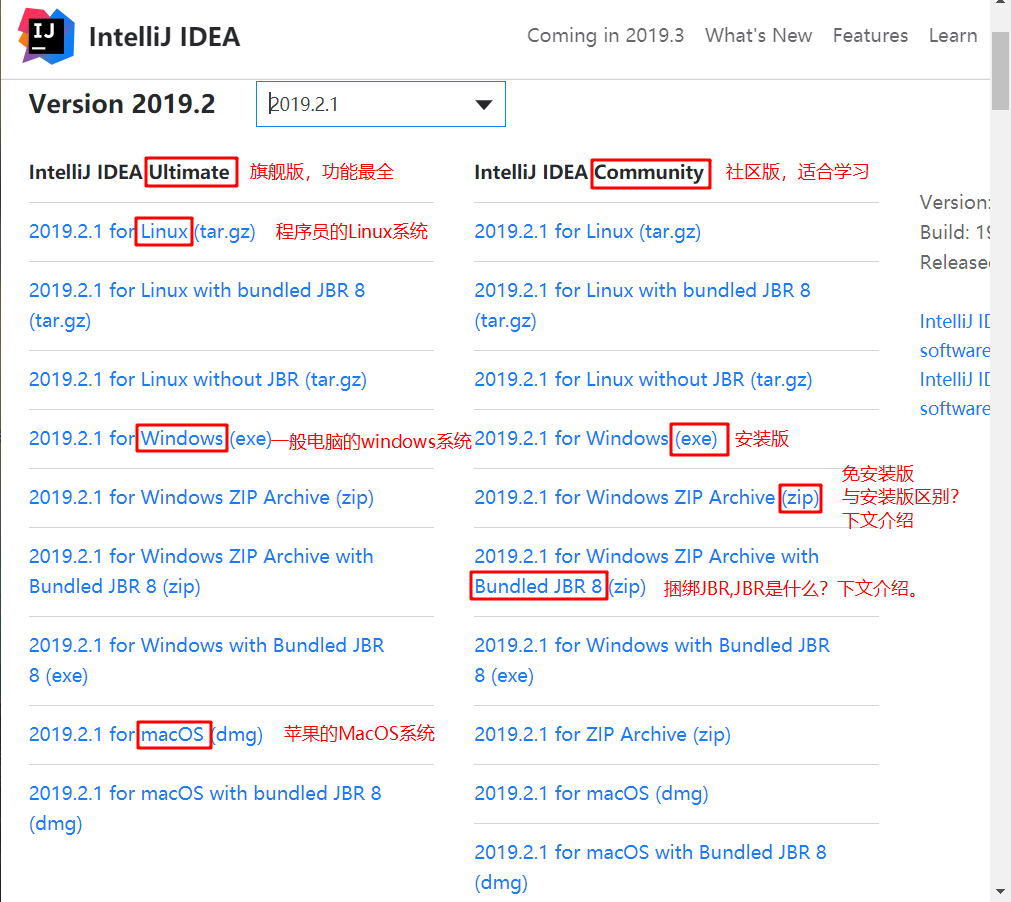 IJ IntelliJ IDEA Coming in 2019.3 What's New Features Learn
Version 2019.2 2019.2.1
IntelliJ IDEA Ultimate 旗舰版，功能最全
2019.2.1 for Linux (tar.gz) 程序员的Linux系统
2019.2.1 for Linux with bundled JBR 8
(tar.gz)
2019.2.1 for Linux without JBR (tar.gz)
2019.2.1 for Windows (exe)一般电脑的windows系统
2019.2.1 for Windows ZIP Archive (zip)
2019.2.1 for Windows ZIP Archive with
Bundled JBR 8 (zip)
2019.2.1 for Windows with Bundled JBR
8 (exe)
2019.2.1 for macOS (dmg) 苹果的MacOS系统
2019.2.1 for macOS with bundled JBR 8
(dmg)
IntelliJ IDEA Community 社区版，适合学习
2019.2.1 for Linux (tar.gz)
2019.2.1 for Linux with bundled JBR 8
(tar.gz)
2019.2.1 for Linux without JBR (tar.gz)
2019.2.1 for Windows (exe) 安装版
2019.2.1 for Windows ZIP Archive (zip)
免安装版
与安装版区别？
下文介绍
2019.2.1 for Windows ZIP Archive with
Bundled JBR 8 (zip) 捆绑JBR,JBR是什么？下文介绍。
2019.2.1 for Windows with Bundled JBR
8 (exe)
2019.2.1 for ZIP Archive (zip)
2019.2.1 for macOS (dmg)
2019.2.1 for macOS with Bundled JBR 8
(dmg)
Version:
Build: 19
Released
IntelliJ ID
software
IntelliJ ID
software